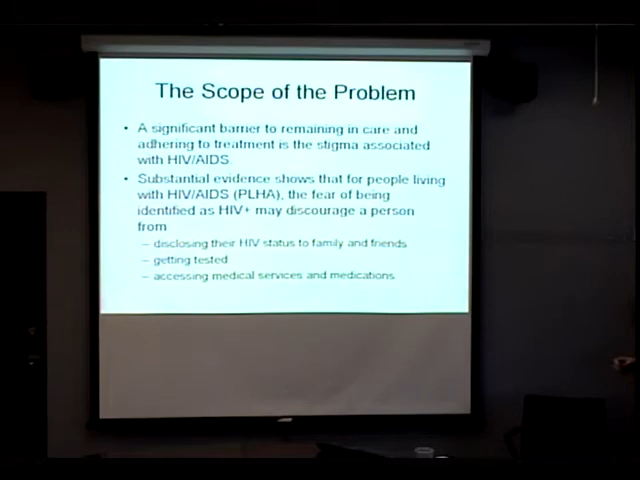 The Scope of the Problem
• A significant barrier to remaining in care and
adhering to treatment is the stigma associated
with HIV/AIDS.
• Substantial evidence shows that for people living
with HIV/AIDS (PLHA), the fear of being
identified as HIV+ may discourage a person
from
– disclosing their HIV status to family and friends
– getting tested
– accessing medical services and medications